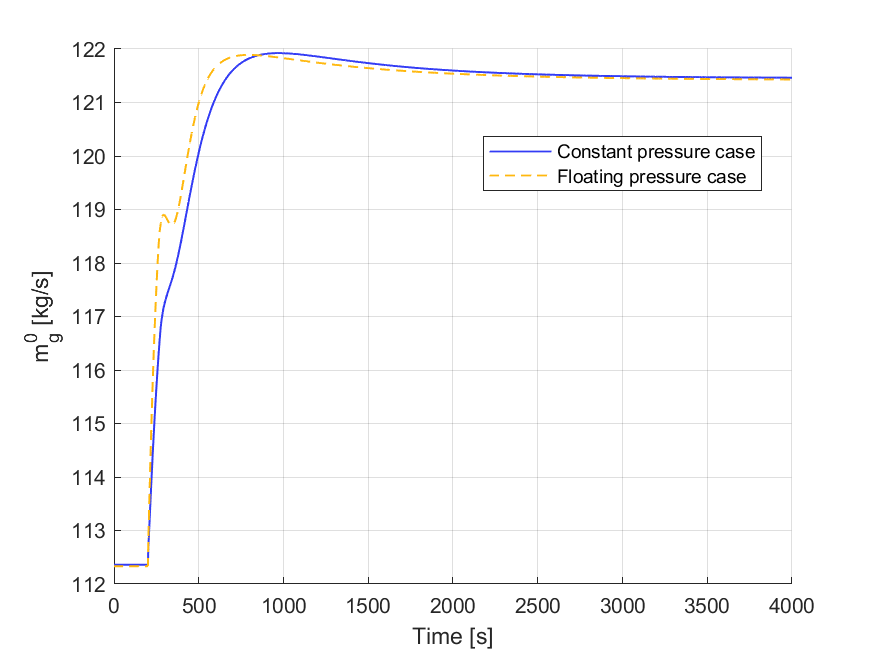 122
121
120
119
118
117
116
115
114
113
112
m_g^0 [kg/s]
Constant pressure case
Floating pressure case
0 500 1000 1500 2000 2500 3000 3500 4000
Time [s]